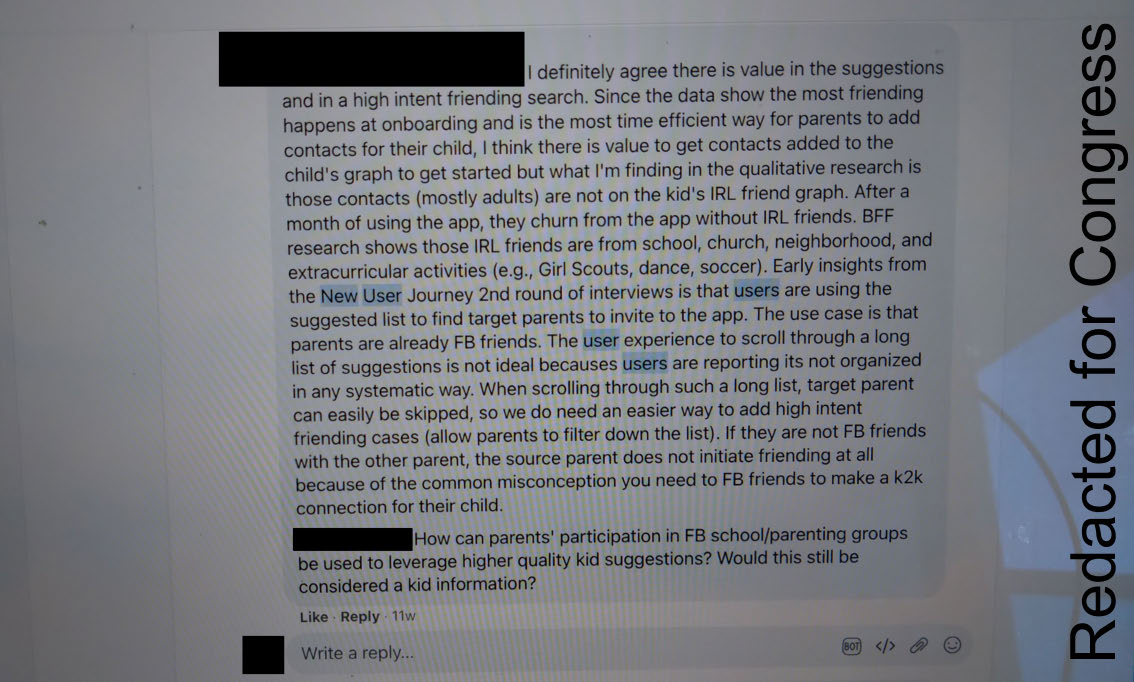 I definitely agree there is value in the suggestions
and in a high intent friending search. Since the data show the most friending
happens at onboarding and is the most time efficient way for parents to add
contacts for their child, I think there is value to get contacts added to the
child's graph to get started but what I'm finding in the qualitative research is
those contacts (mostly adults) are not on the kid's IRL friend graph. After a
month of using the app, they churn from the app without IRL friends. BFF
research shows those IRL friends are from school, church, neighborhood, and
extracurricular activities (e.g., Girl Scouts, dance, soccer). Early insights from
the New User Journey 2nd round of interviews is that users are using the
suggested list to find target parents to invite to the app. The use case is that
parents are already FB friends. The user experience to scroll through a long
list of suggestions is not ideal becauses users are reporting its not organized
in any systematic way. When scrolling through such a long list, target parent
can easily be skipped, so we do need an easier way to add high intent
friending cases (allow parents to filter down the list). If they are not FB friends
with the other parent, the source parent does not initiate friending at all
because of the common misconception you need to FB friends to make a k2k
connection for their child.
How can parents' participation in FB school/parenting groups
be used to leverage higher quality kid suggestions? Would this still be
considered a kid information?
Like · Reply · 11w
Write a reply...
BOT </>
Redacted for Congress